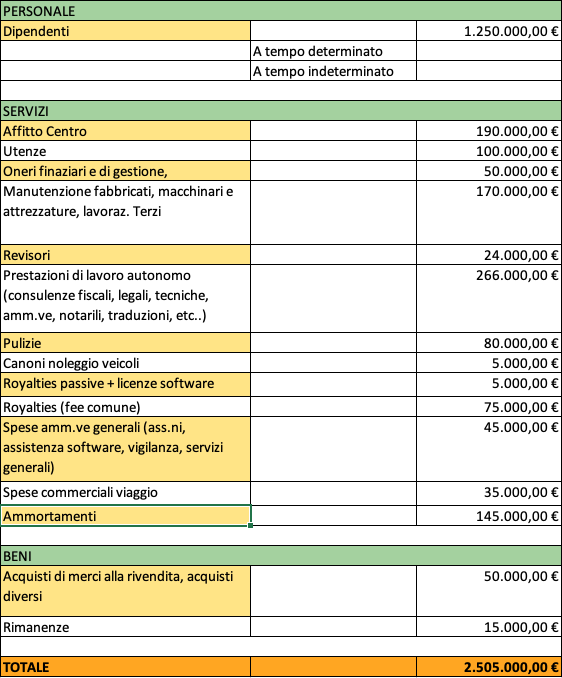 PERSONALE
Dipendenti 1.250.000,00 €
A tempo determinato
A tempo indeterminato
SERVIZI
Affitto Centro 190.000,00 €
Utenze 100.000,00 €
Oneri finaziari e di gestione, 50.000,00 €
Manutenzione fabbricati, macchinari e 170.000,00 €
attrezzature, lavoraz. Terzi
Revisori 24.000,00 €
Prestazioni di lavoro autonomo 266.000,00 €
(consulenze fiscali, legali, tecniche,
amm.ve, notarili, traduzioni, etc..)
Pulizie 80.000,00 €
Canoni noleggio veicoli 5.000,00 €
Royalties passive + licenze software 5.000,00 €
Royalties (fee comune) 75.000,00 €
Spese amm.ve generali (ass.ni, 45.000,00 €
assistenza software, vigilanza, servizi
generali)
Spese commerciali viaggio 35.000,00 €
Ammortamenti 145.000,00 €
BENI
Acquisti di merci alla rivendita, acquisti 50.000,00 €
diversi
Rimanenze 15.000,00 €
TOTALE 2.505.000,00 €